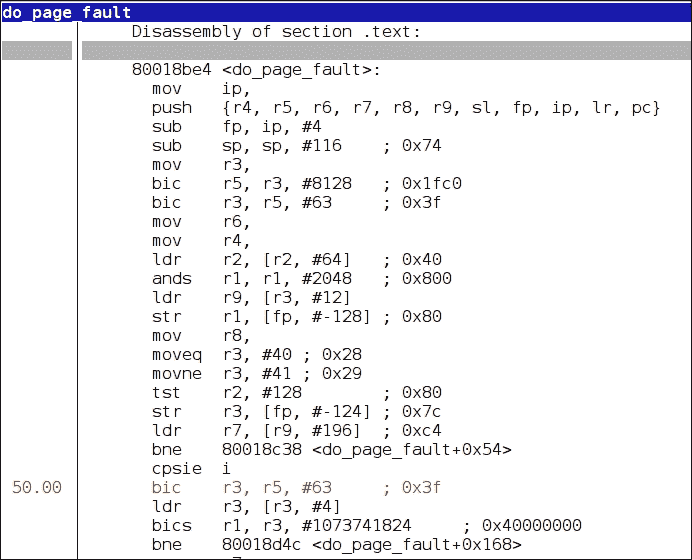 do_page_fault
Disassembly of section .text:
80018be4 <do_page_fault>:
mov ip,
push {r4, r5, r6, r7, r8, r9, sl, fp, ip, lr, pc}
sub fp, ip, #4
sub sp, sp, #116 ; 0x74
mov r3,
bic r5, r3, #8128 ; 0x1fc0
bic r3, r5, #63 ; 0x3f
mov r6,
mov r4,
ldr r2, [r2, #64] ; 0x40
ands r1, r1, #2048 ; 0x800
ldr r9, [r3, #12]
str r1, [fp, #-128] ; 0x80
mov r8,
moveq r3, #40 ; 0x28
movne r3, #41 ; 0x29
tst r2, #128 ; 0x80
str r3, [fp, #-124] ; 0x7c
ldr r7, [r9, #196] ; 0xc4
bne 80018c38 <do_page_fault+0x54>
cpsie i
50.00 bic r3, r5, #63 ; 0x3f
ldr r3, [r3, #4]
bics r1, r3, #1073741824 ; 0x40000000
bne 80018d4c <do_page_fault+0x168>